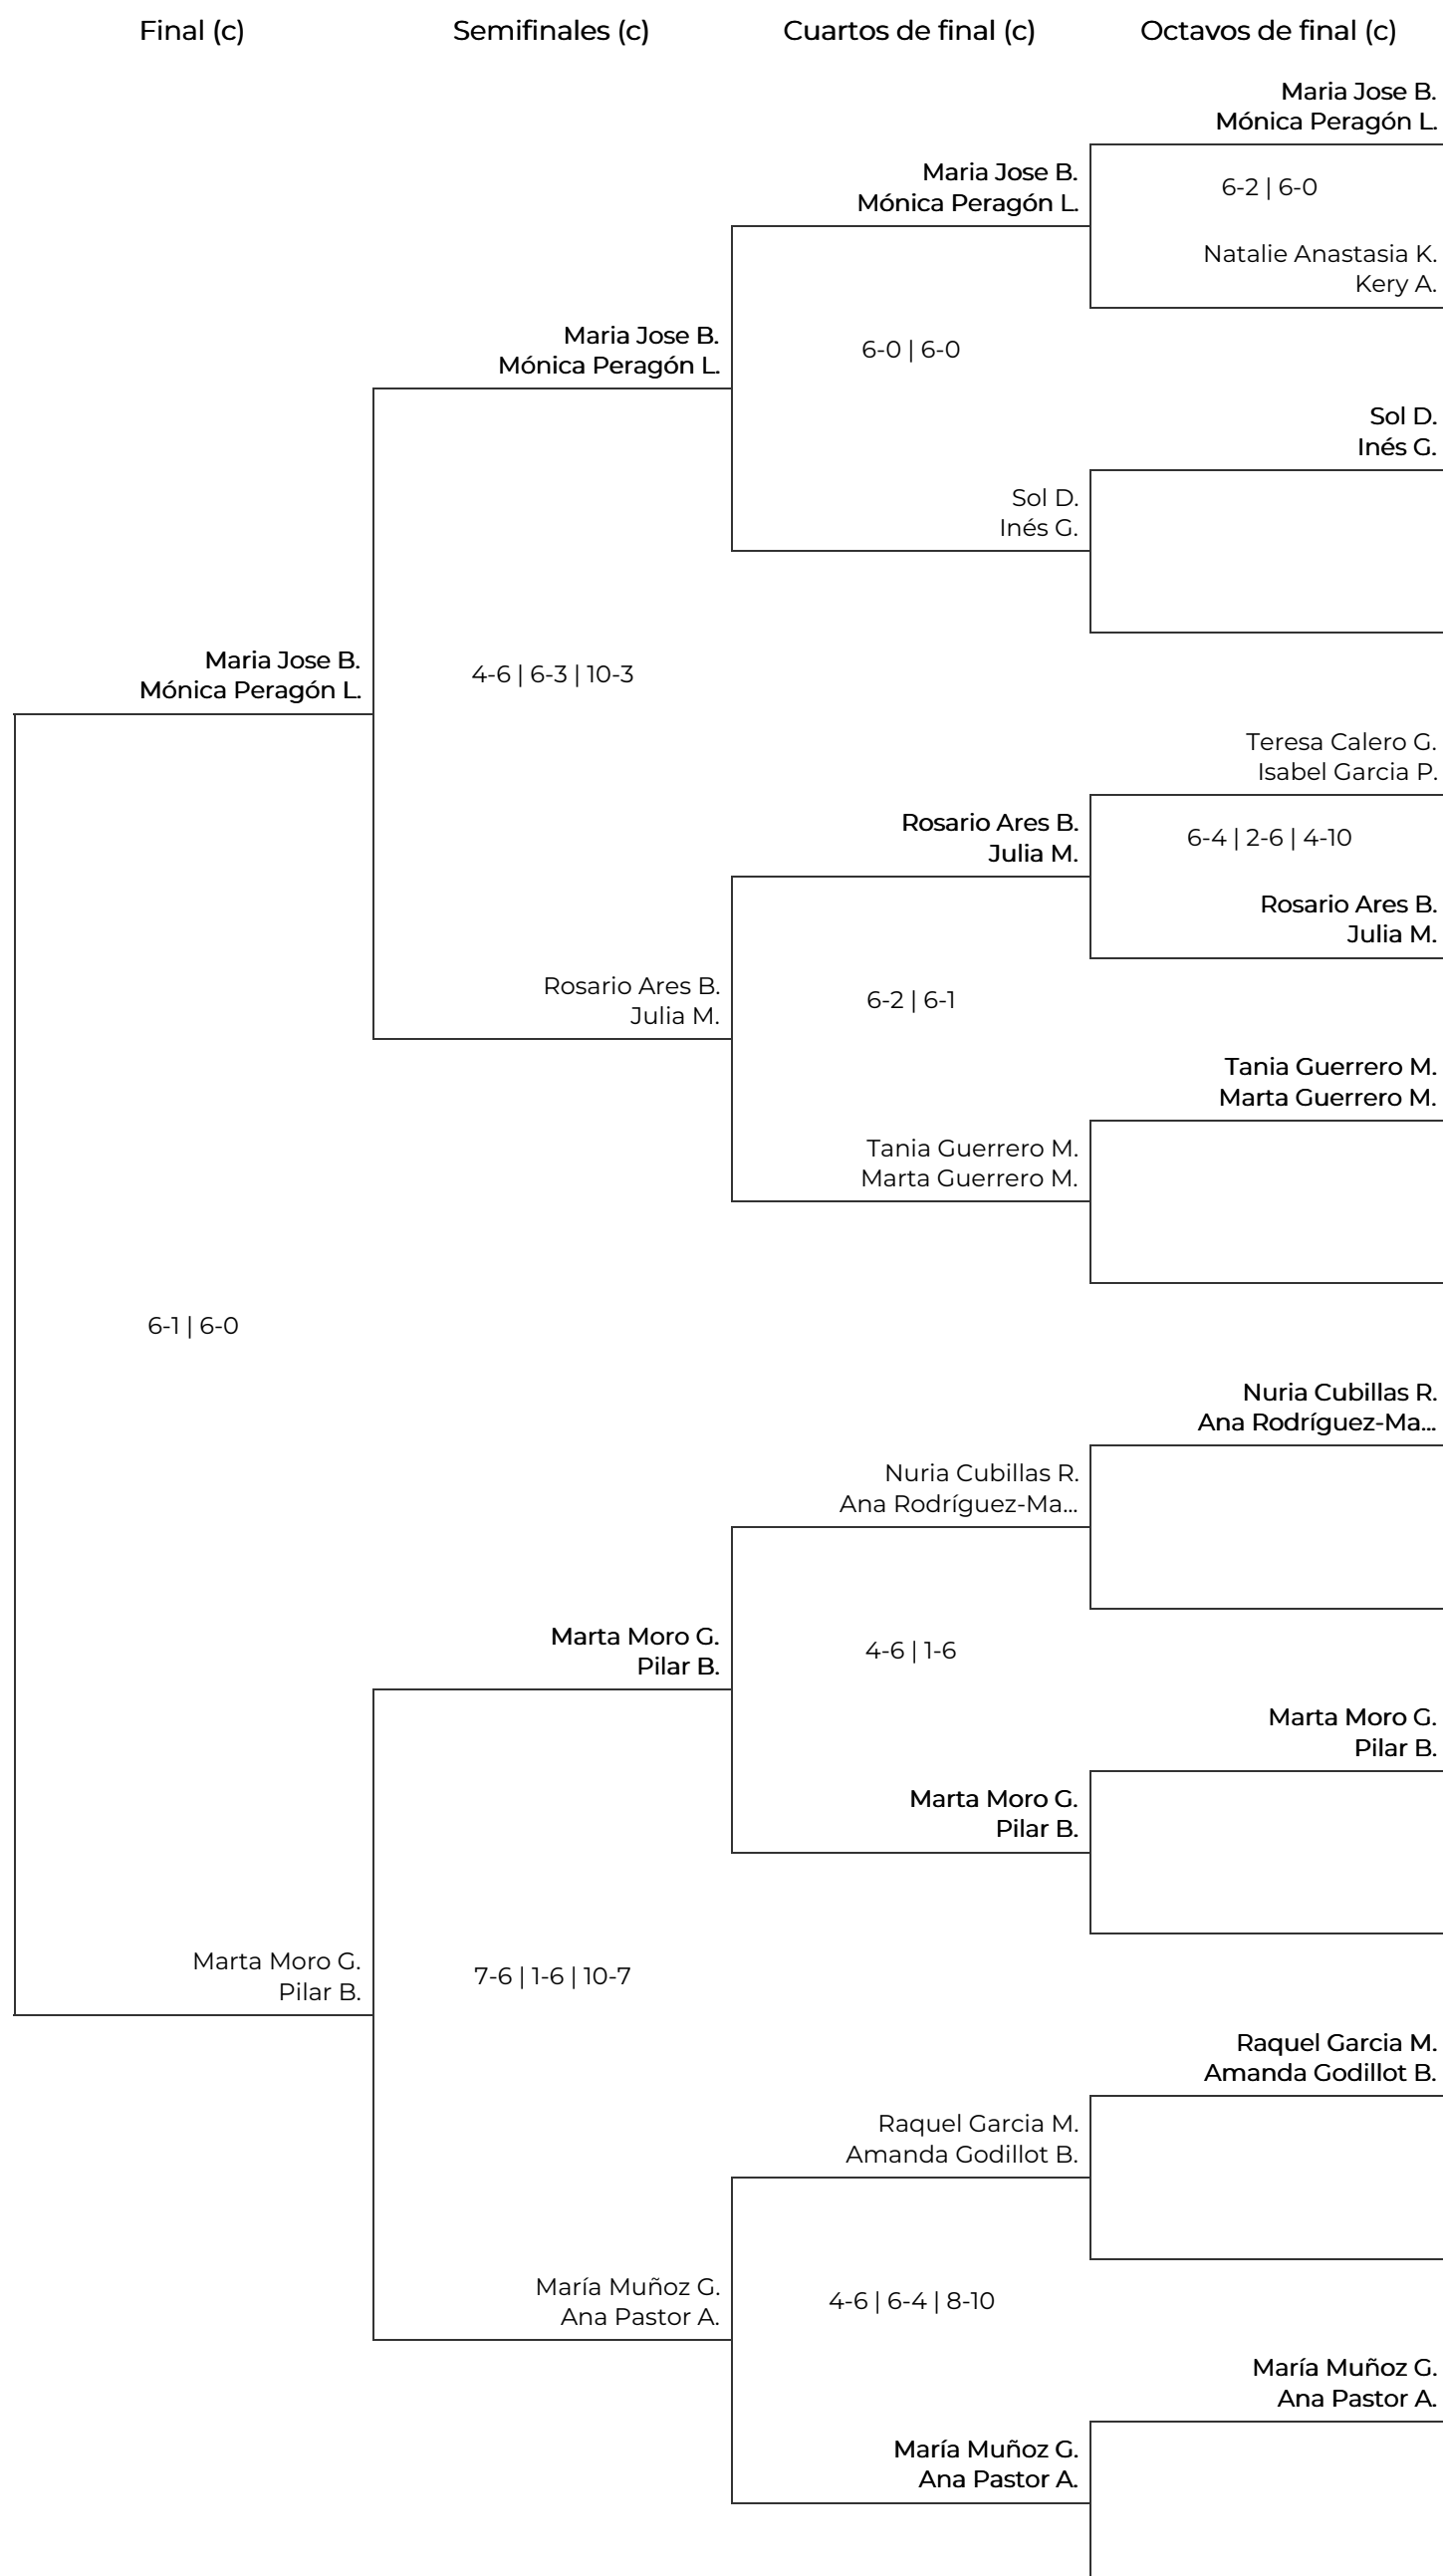 Final (c)
Semifinales (c)
Cuartos de final (c)
Octavos de final (c)
Maria Jose B.
Mónica Peragón L.
Maria Jose B.
Mónica Peragón L.
6-2 | 6-0
Natalie Anastasia K.
Kery A.
Maria Jose B.
Mónica Peragón L.
6-0 | 6-0
Sol D.
Inés G.
Sol D.
Inés G.
Maria Jose B.
Mónica Peragón L.
4-6 | 6-3 | 10-3
Teresa Calero G.
Isabel Garcia P.
Rosario Ares B.
Julia M.
6-4 | 2-6 | 4-10
Rosario Ares B.
Julia M.
Rosario Ares B.
Julia M.
6-2 | 6-1
Tania Guerrero M.
Marta Guerrero M.
Tania Guerrero M.
Marta Guerrero M.
6-1 | 6-0
Nuria Cubillas R.
Ana Rodríguez-Ma...
Nuria Cubillas R.
Ana Rodríguez-Ma...
Marta Moro G.
Pilar B.
4-6 | 1-6
Marta Moro G.
Pilar B.
Marta Moro G.
Pilar B.
Marta Moro G.
Pilar B.
7-6 | 1-6 | 10-7
Raquel Garcia M.
Amanda Godillot B.
Raquel Garcia M.
Amanda Godillot B.
María Muñoz G.
Ana Pastor A.
4-6 | 6-4 | 8-10
María Muñoz G.
Ana Pastor A.
María Muñoz G.
Ana Pastor A.